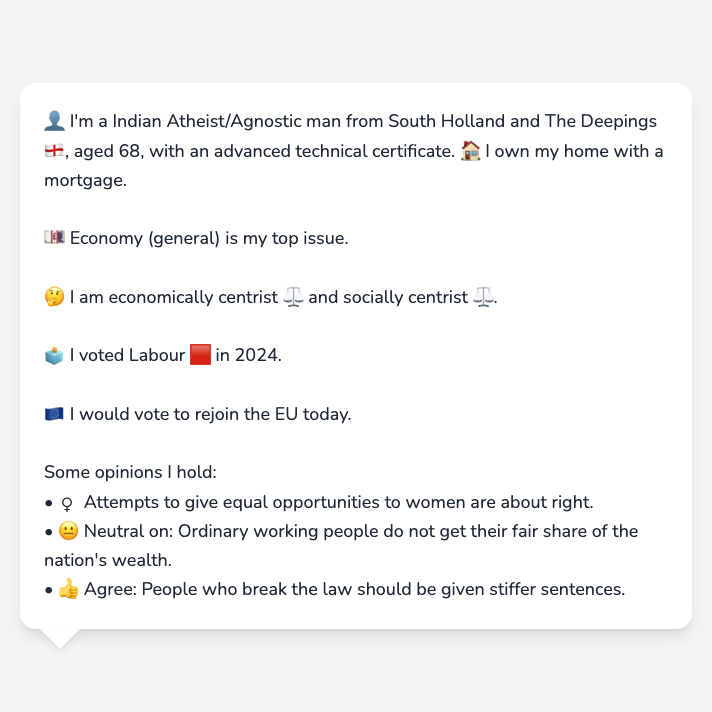 👤 I'm a Indian Atheist/Agnostic man from South Holland and The Deepings
🏴󠁧󠁢󠁥󠁮󠁧󠁿, aged 68, with an advanced technical certificate. 🏠 I own my home with a
mortgage.
💷 Economy (general) is my top issue.
🤔 I am economically centrist ⚖️ and socially centrist ⚖️.
🗳️ I voted Labour 🟥 in 2024.
🇪🇺 I would vote to rejoin the EU today.
Some opinions I hold:
• ♀ Attempts to give equal opportunities to women are about right.
• 😐 Neutral on: Ordinary working people do not get their fair share of the
nation's wealth.
• 👍 Agree: People who break the law should be given stiffer sentences.